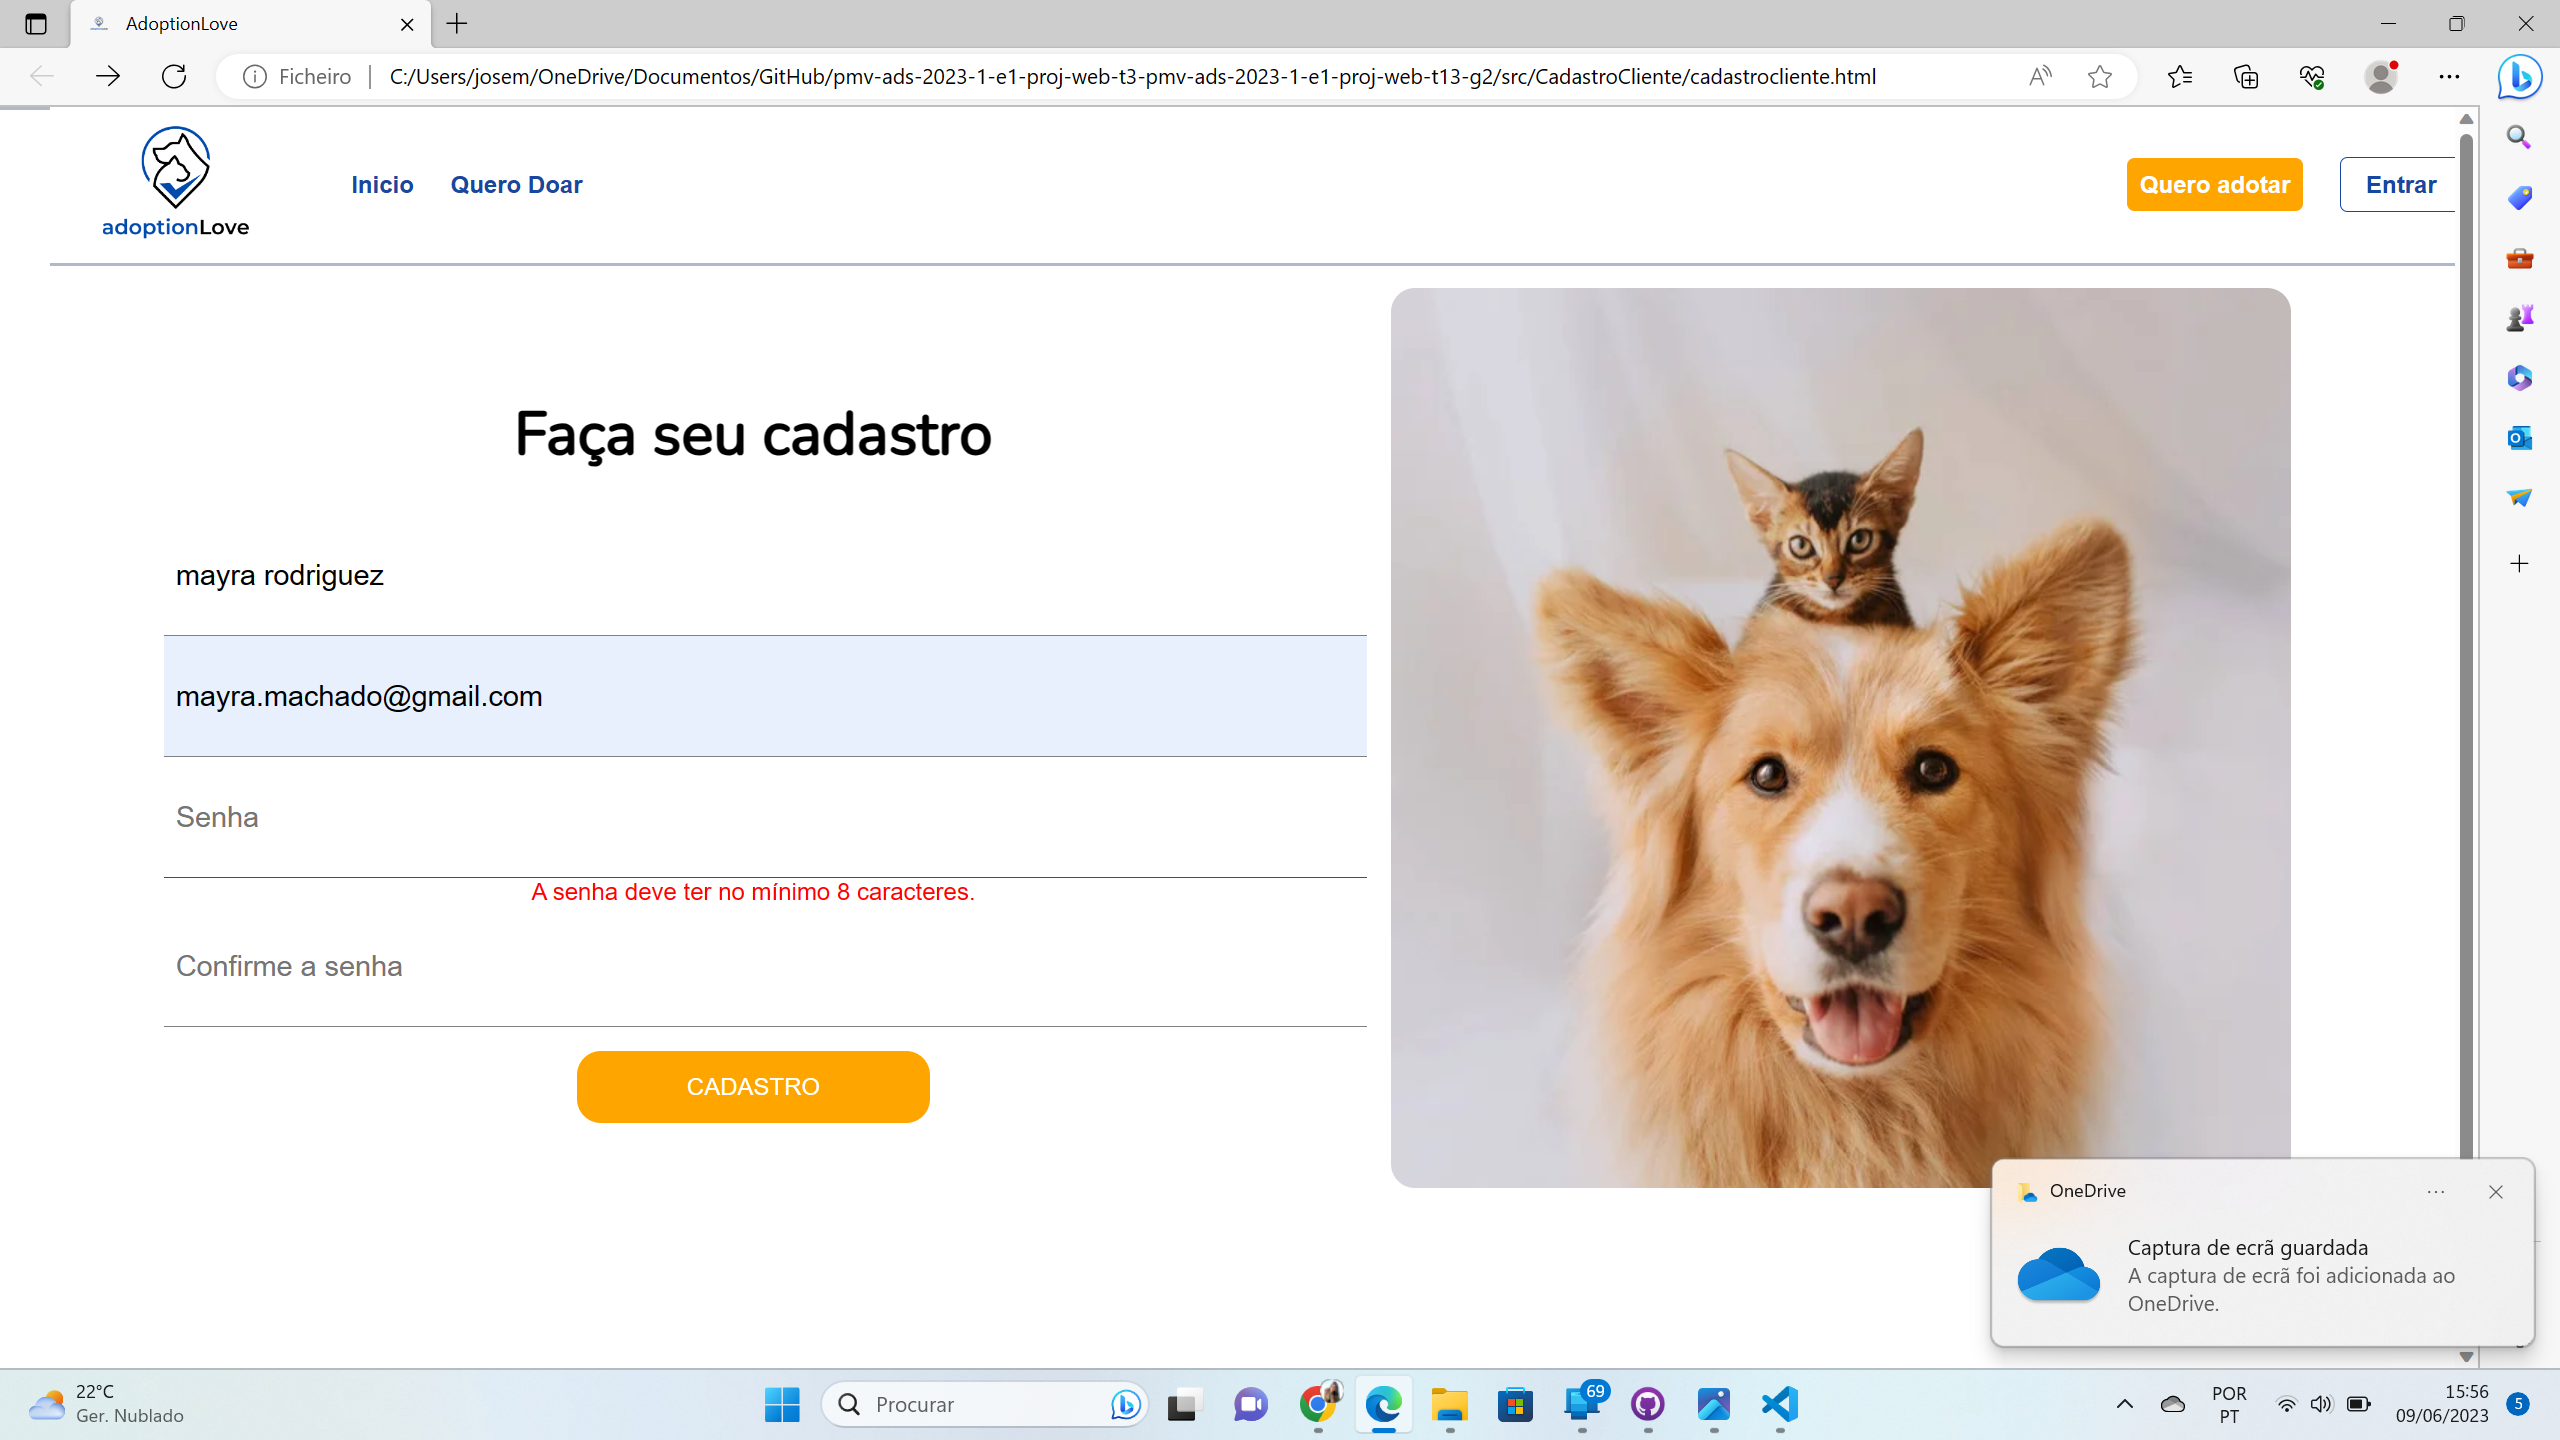 AdoptionLove
Ficheiro
C:/Users/josem/OneDrive/Documentos/GitHub/pmv-ads-2023-1-e1-proj-web-t3-pmv-ads-2023-1-e1-proj-web-t13-g2/src/CadastroCliente/cadastrocliente.html
adoptionLove
Inicio
Quero Doar
Quero adotar
Entrar
Faça seu cadastro
mayra rodriguez
mayra.machado@gmail.com
Senha
A senha deve ter no mínimo 8 caracteres.
Confirme a senha
CADASTRO
OneDrive
Captura de ecrã guardada
A captura de ecrã foi adicionada ao
OneDrive.
22°C
Ger. Nublado
Procurar
69
POR
PT
15:56
09/06/2023
5